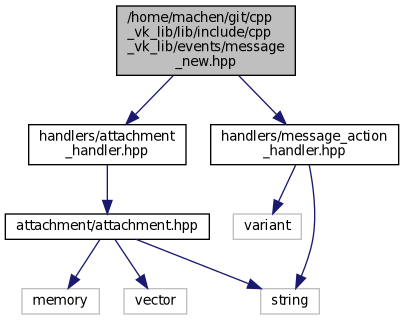 /home/machen/git/cpp
_vk_lib/lib/include/cpp
_vk_lib/events/message
_new.hpp
handlers/attachment
_handler.hpp
handlers/message_action
_handler.hpp
attachment/attachment.hpp
variant
memory
vector
string